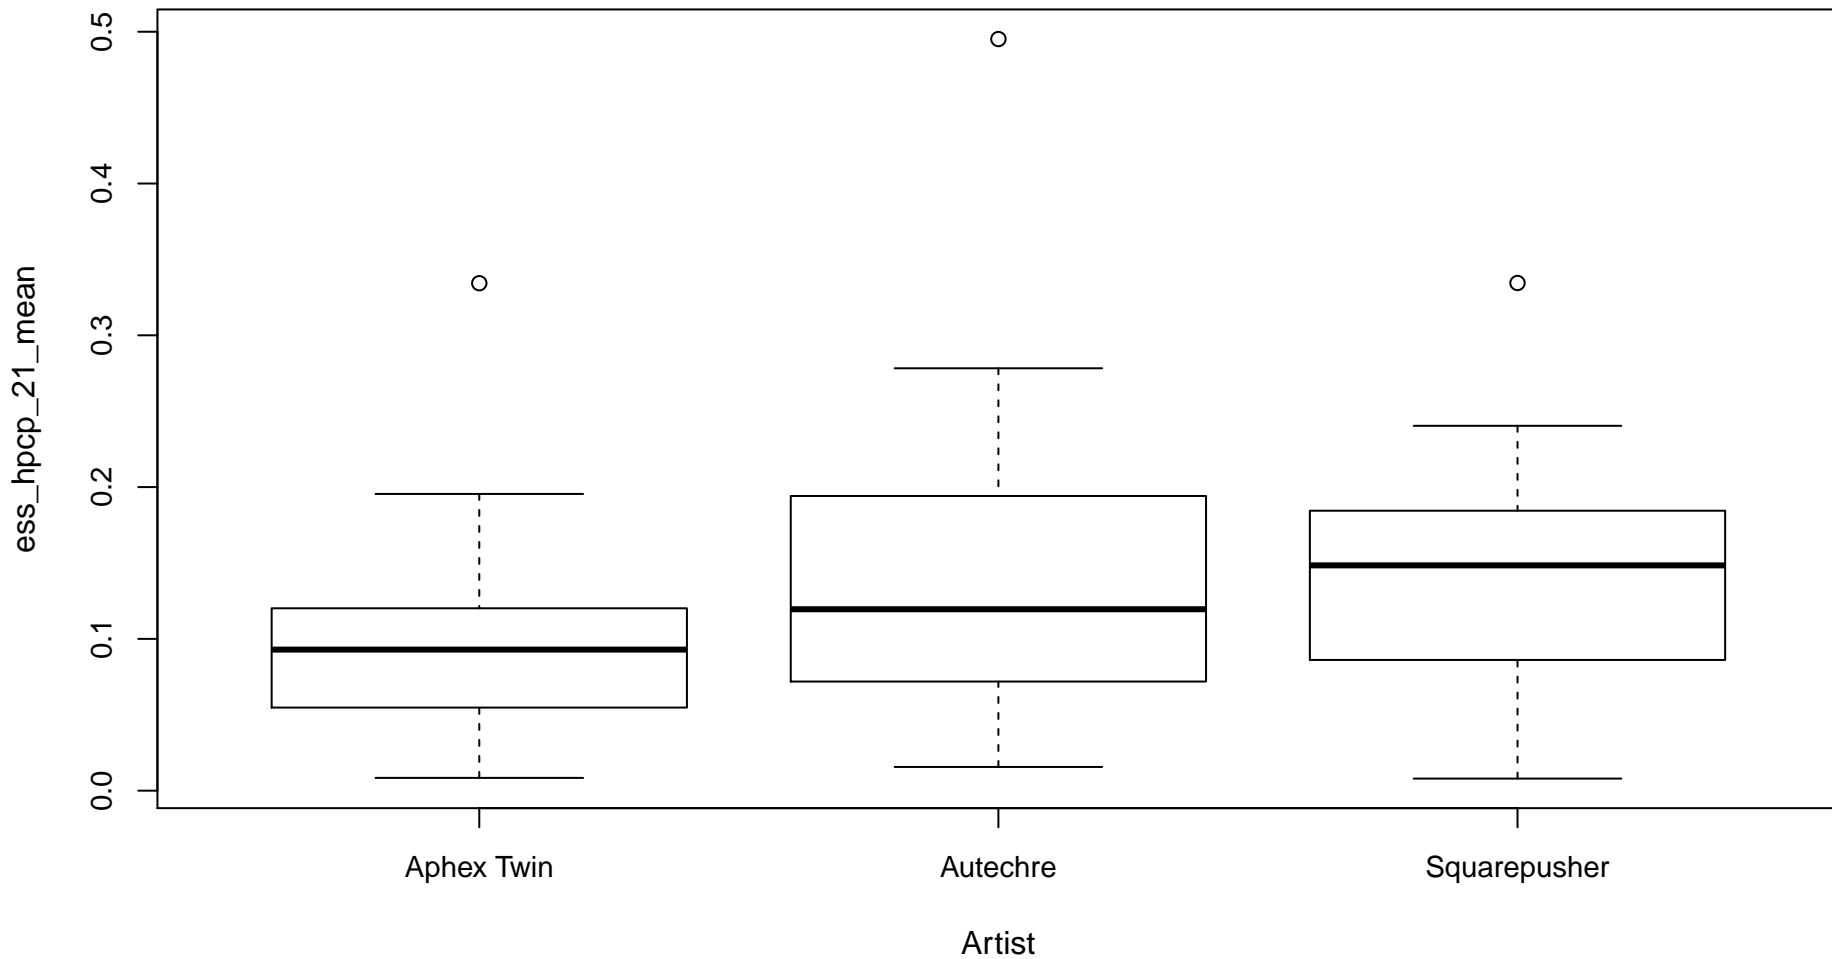 0.5
0.4
0.3
0.2
0.1
0.0
ess_hpcp_21_mean
Aphex Twin
Autechre
Squarepusher
Artist